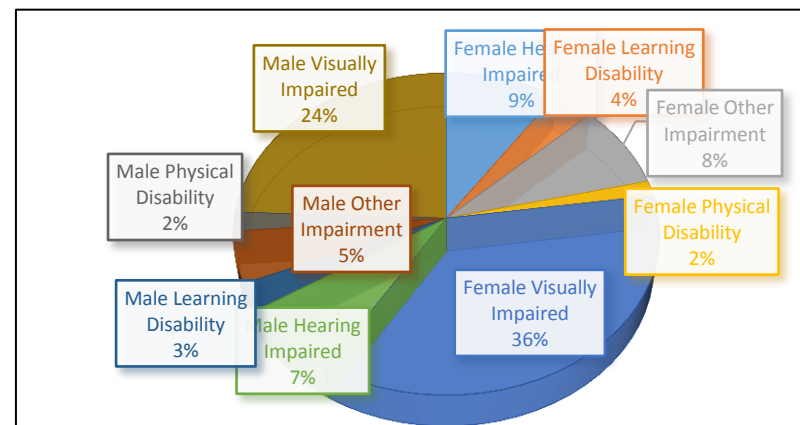 Female Hearing
Impaired
9%
Female Learning
Disability
4%
Female Other
Impairment
8%
Female Physical
Disability
2%
Female Visually
Impaired
36%
Male Hearing
Impaired
7%
Male Learning
Disability
3%
Male Other
Impairment
5%
Male Physical
Disability
2%
Male Visually
Impaired
24%